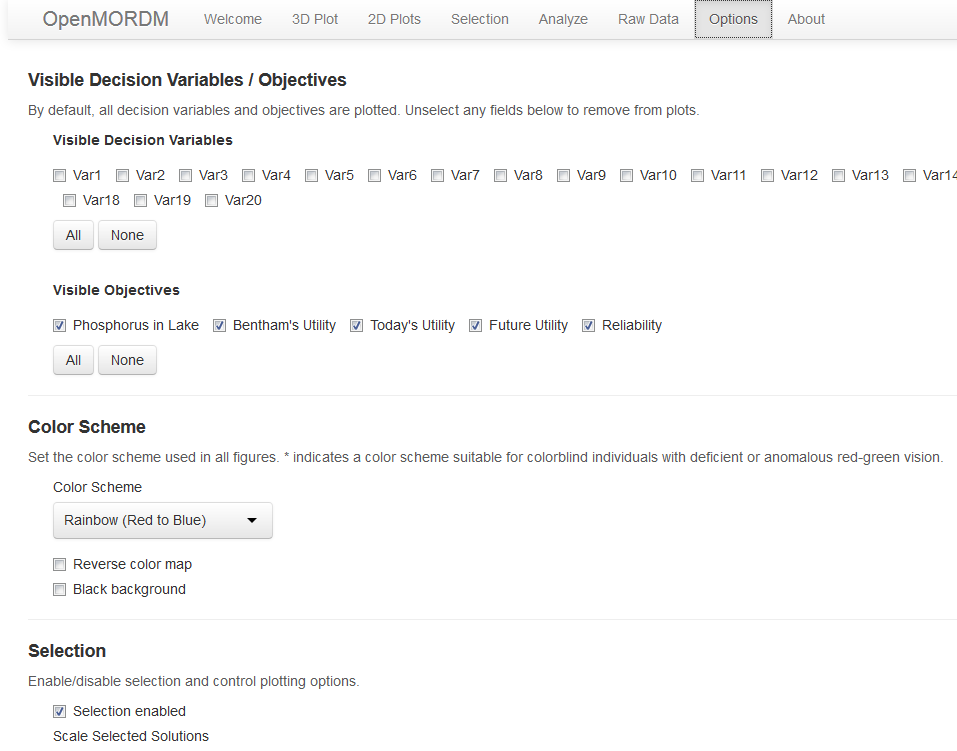 OpenMORDM Welcome 3D Plot 2D Plots Selection Analyze Raw Data Options About
Visible Decision Variables / Objectives
By default, all decision variables and objectives are plotted. Unselect any fields below to remove from plots.
Visible Decision Variables
Var1 Var2 Var3 Var4 Var5 Var6 Var7 Var8 Var9 Var10 Var11 Var12 Var13 Var14
Var18 Var19 Var20
All None
Visible Objectives
Phosphorus in Lake Bentham's Utility Today's Utility Future Utility Reliability
All None
Color Scheme
Set the color scheme used in all figures. * indicates a color scheme suitable for colorblind individuals with deficient or anomalous red-green vision.
Color Scheme
Rainbow (Red to Blue)
Reverse color map
Black background
Selection
Enable/disable selection and control plotting options.
Selection enabled
Scale Selected Solutions